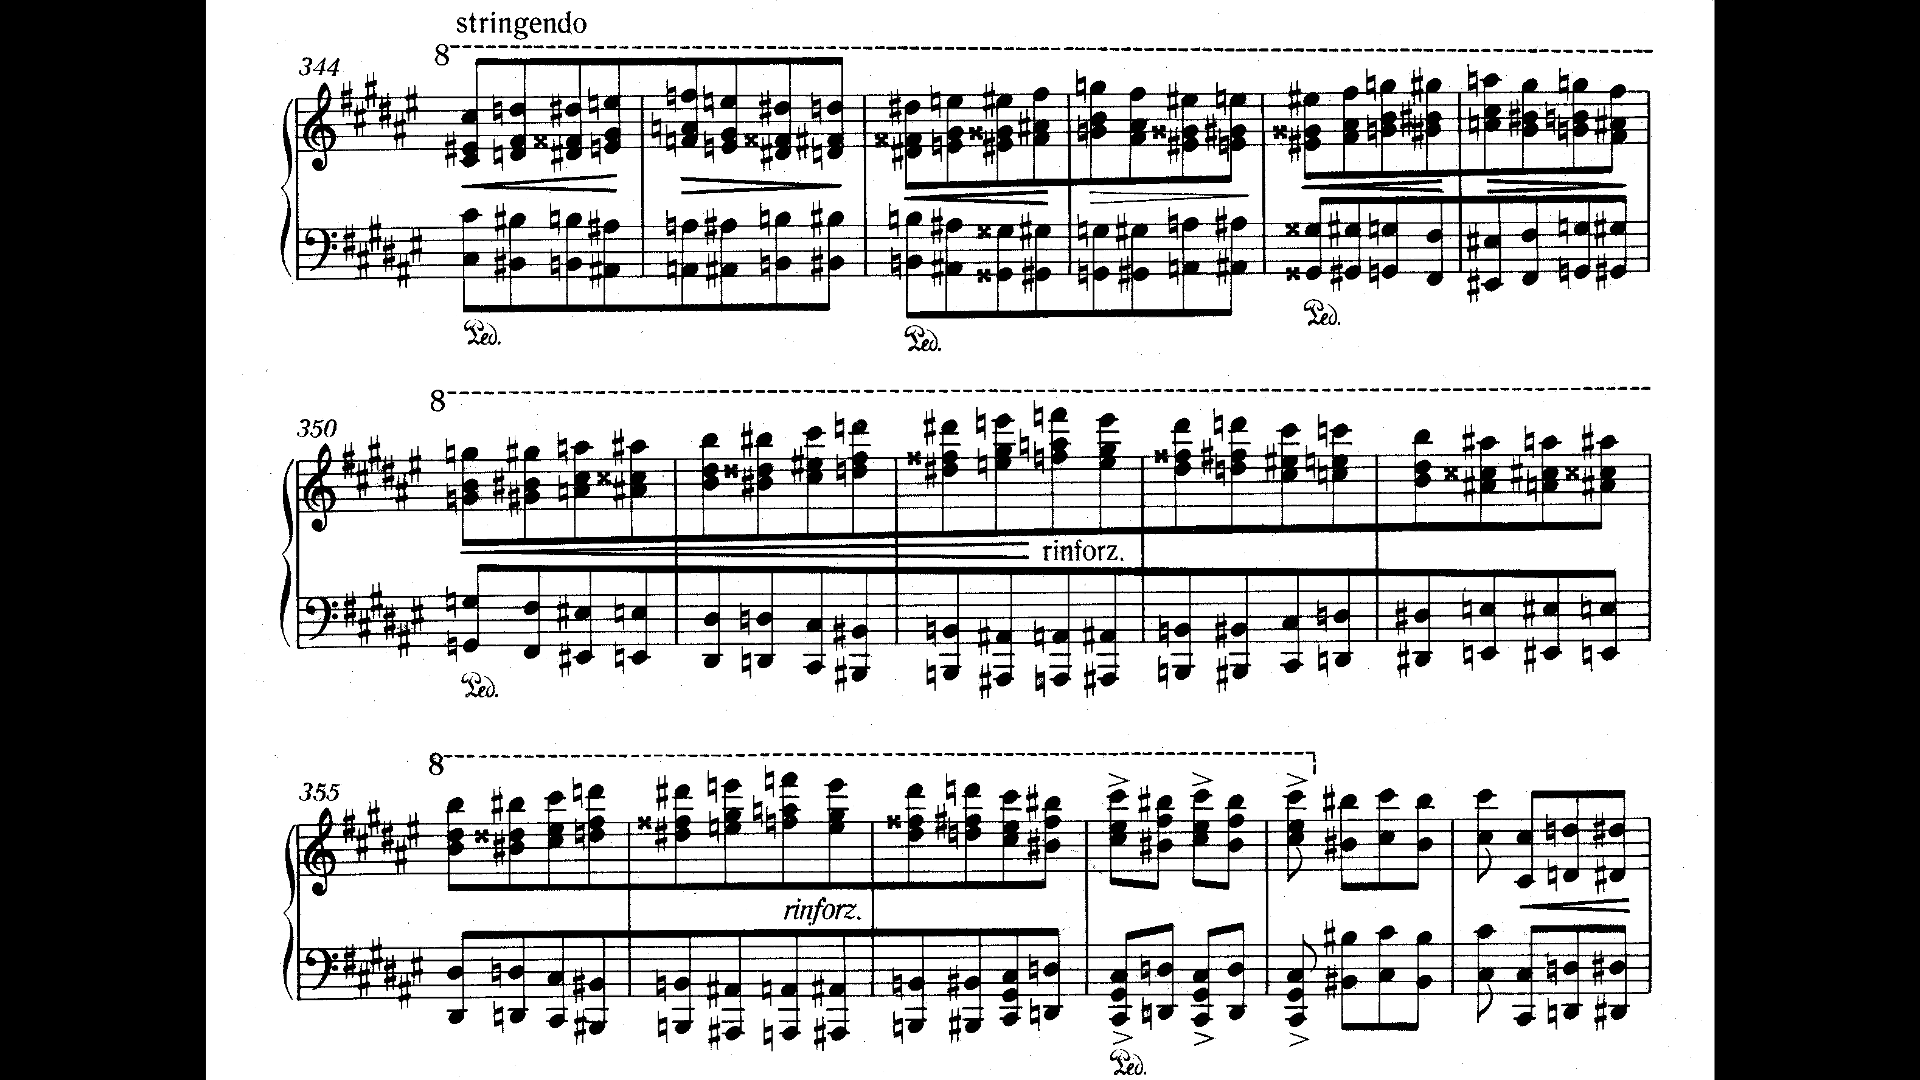 stringendo
8
344
Ped. Ped. Ped.
8
350
rinforz.
Ped.
8
355
rinforz.
Ped.